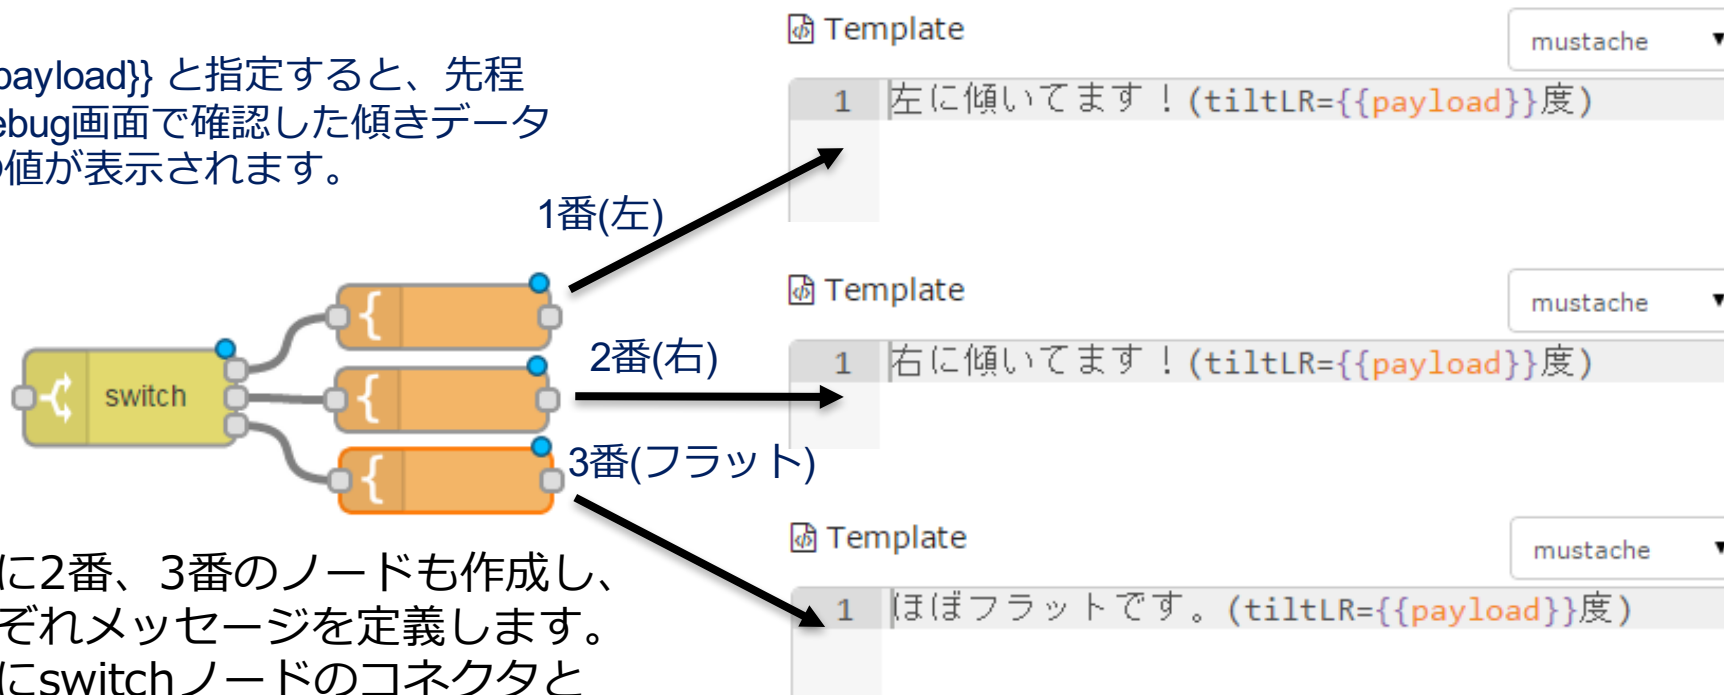 payload}} と指定すると、先程
ebug画面で確認した傾きデータ
の値が表示されます。
1番(左)
2番(右)
3番(フラット)
switch
に2番、3番のノードも作成し、
ぞれメッセージを定義します。
にswitchノードのコネクタと
Template
mustache
1 左に傾いてます！(tiltLR={{payload}}度)
Template
mustache
1 右に傾いてます！(tiltLR={{payload}}度)
Template
mustache
1 ほぼフラットです。(tiltLR={{payload}}度)